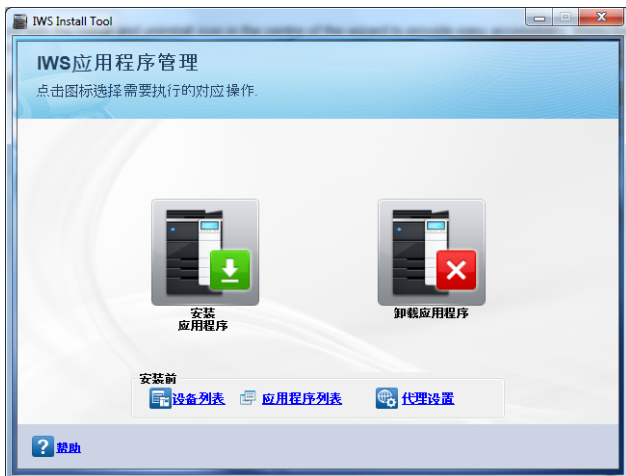 IWS Install Tool
IWS应用程序管理
点击图标选择需要执行的对应操作.
安装
应用程序
卸载应用程序
安装前
设备列表 应用程序列表 代理设置
? 帮助